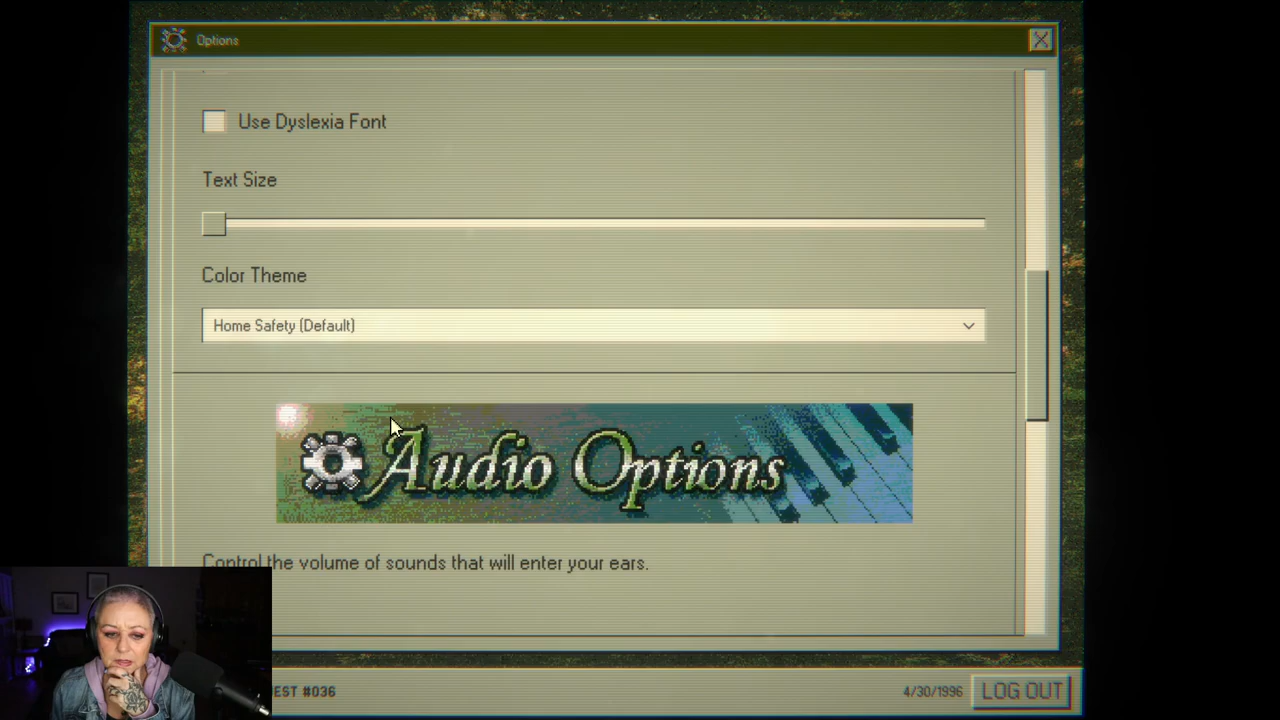 Options
Use Dyslexia Font
Text Size
Color Theme
Home Safety (Default)
Audio Options
Control the volume of sounds that will enter your ears.
#036
4/30/1996
LOG OUT